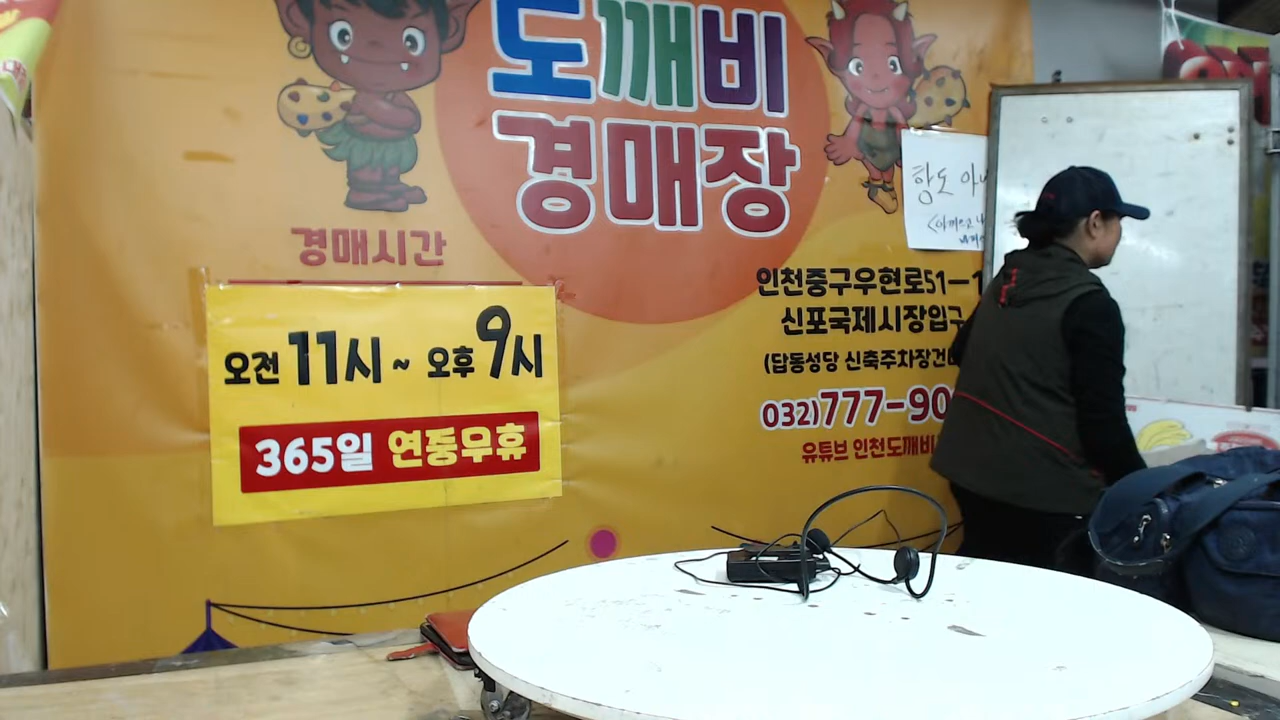 도깨비
경매장
경매시간
오전 11시 ~ 오후 9시
365일 연중무휴
항도
인천중구우현로51-1
신포국제시장입구
(답동성당 신축주차장건
032)777-90
유튜브 인천도깨비